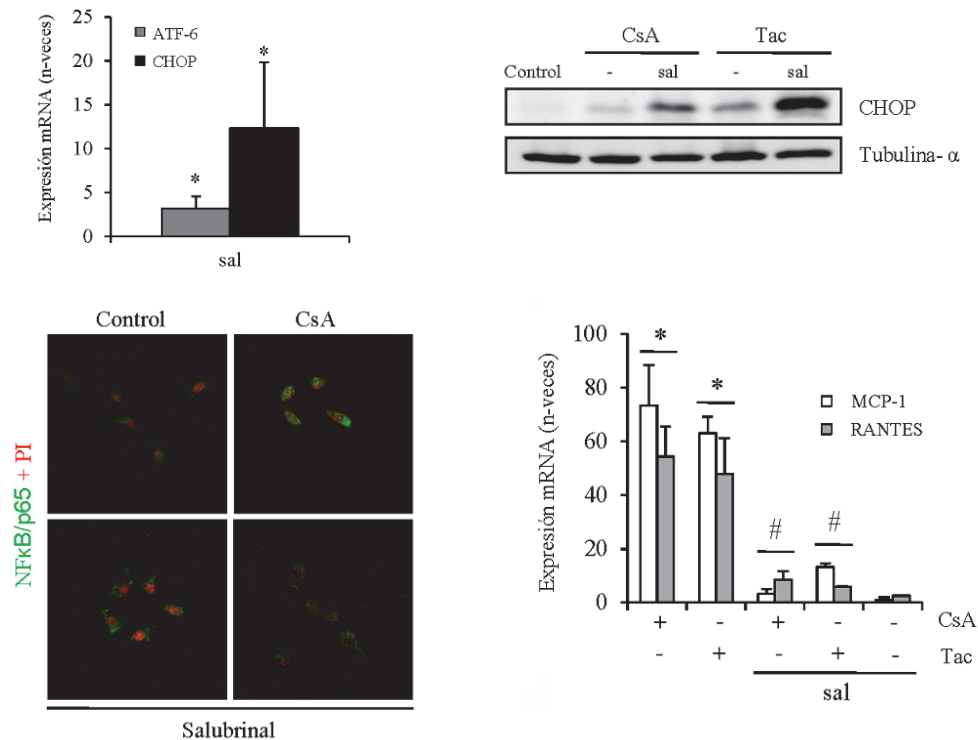 25
20
15
10
5
0
Expresión mRNA (n-veces)
ATF-6
CHOP
*
*
sal
CsA
Tac
Control
-
sal
-
sal
CHOP
Tubulina- α
Control
CsA
NFκB/p65 + PI
Salubrinal
100
80
60
40
20
0
Expresión mRNA (n-veces)
*
*
#
#
MCP-1
RANTES
+ - + - - CsA
- + - + - Tac
sal